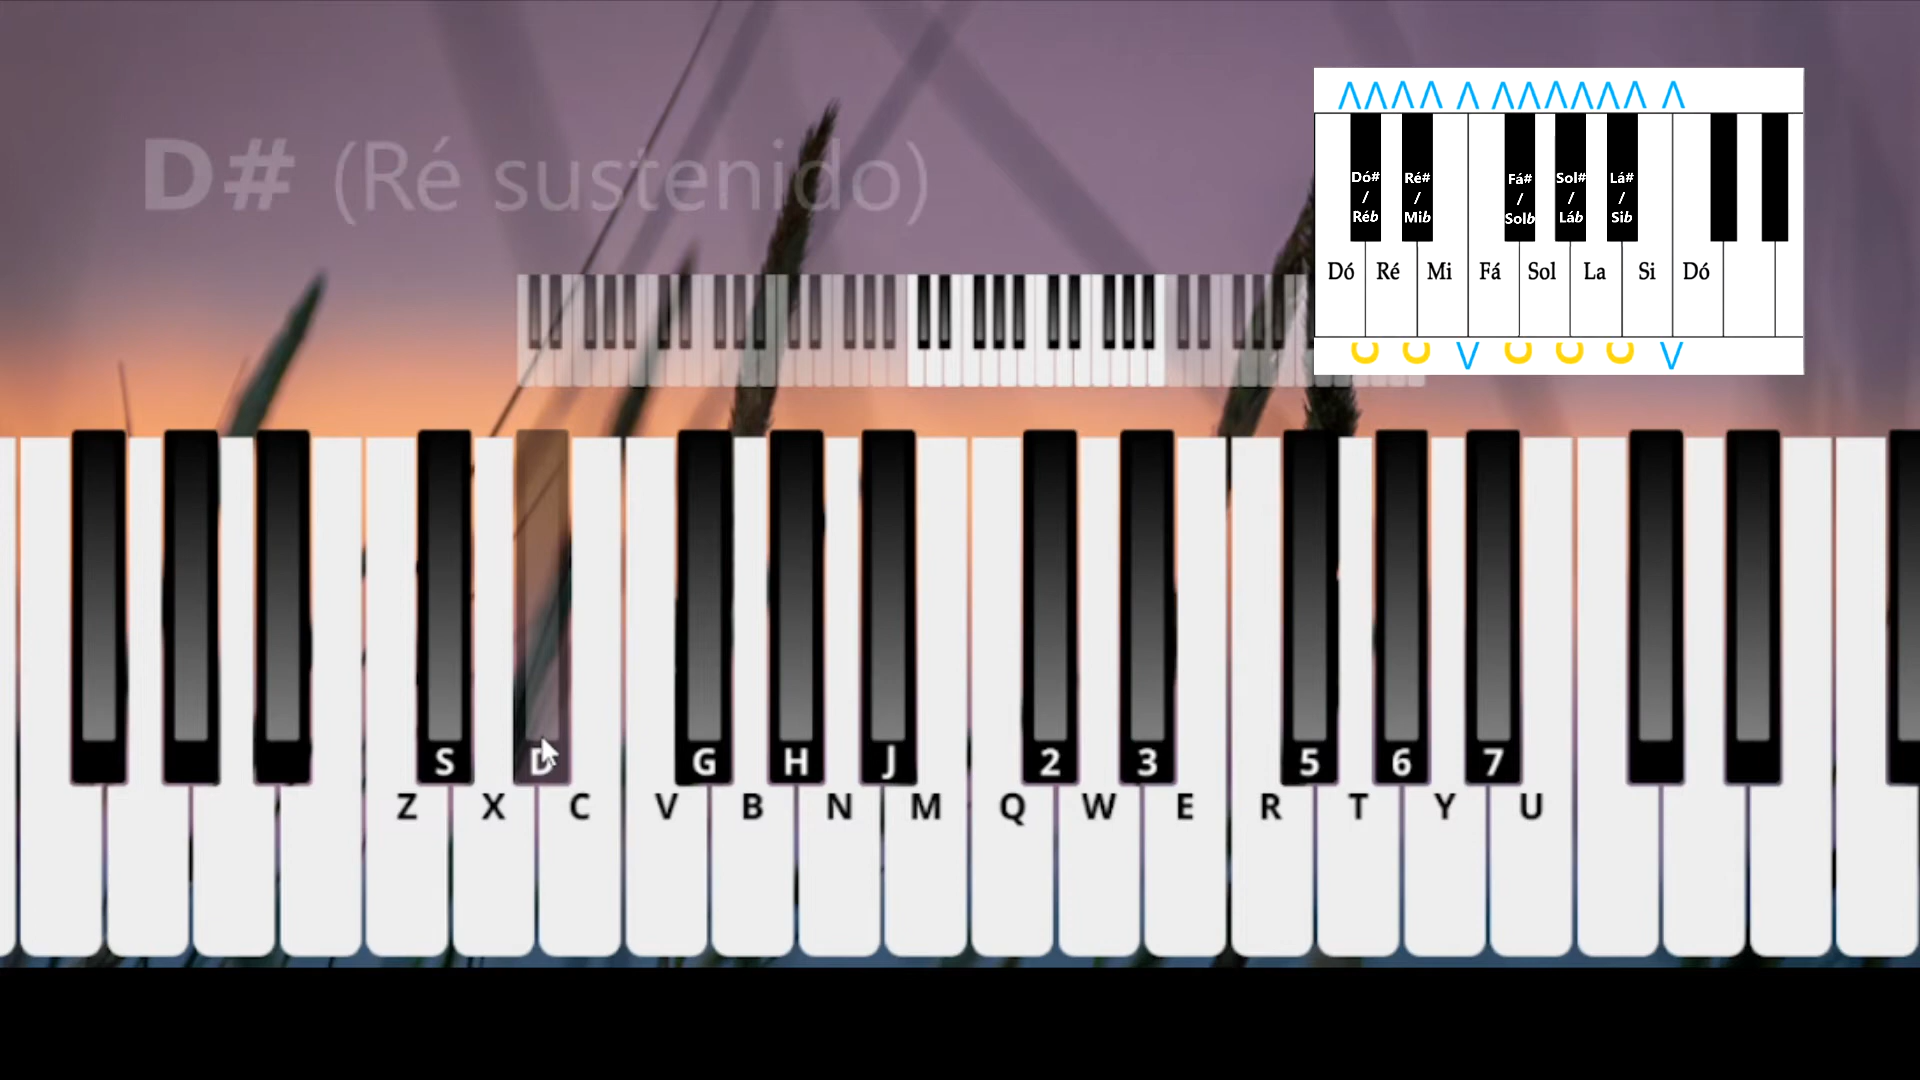 D# (Ré sustenido)
Dó# Ré# Fá# Sol# Lá#
/ / / / /
Réb Mib Solb Láb Sib
Dó Ré Mi Fá Sol La Si Dó
S D G H J 2 3 5 6 7
Z X C V B N M Q W E R T Y U